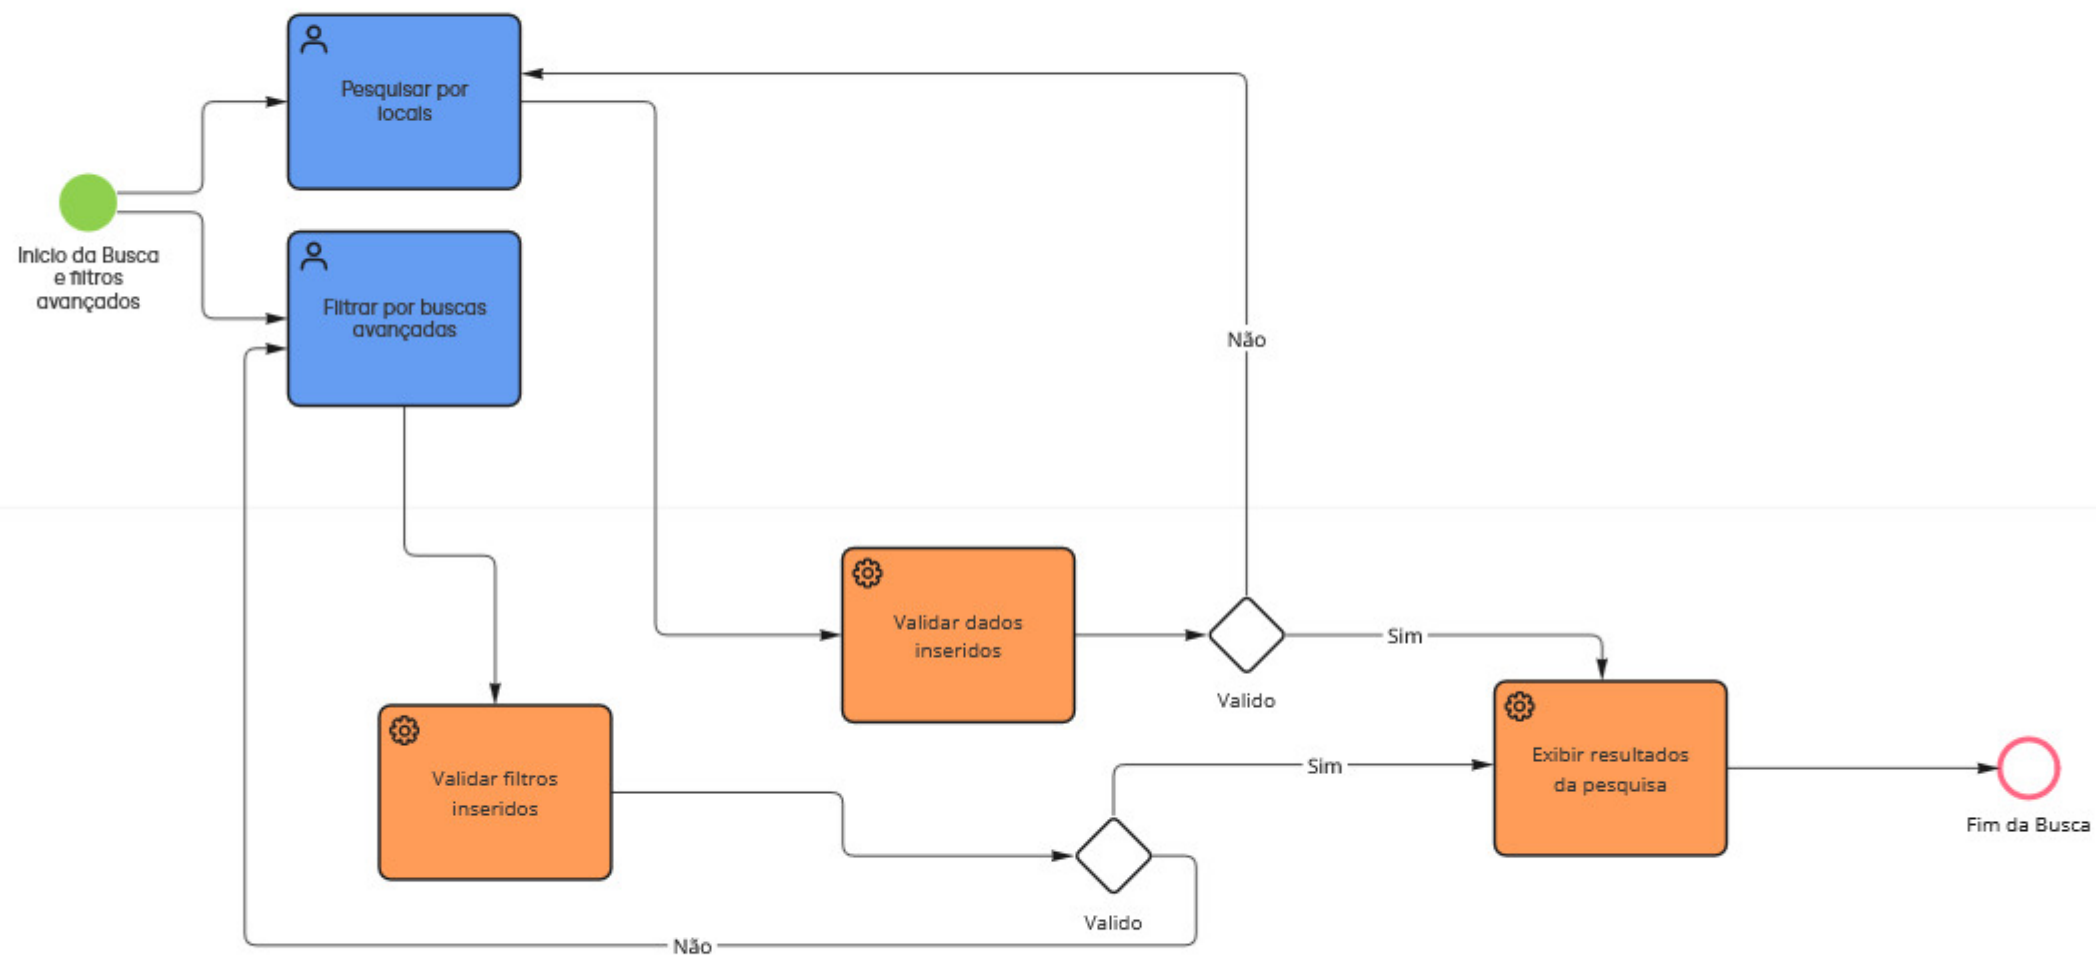 Pesquisar por
locais
Inicio da Busca
e filtros
avançados
Filtrar por buscas
avançadas
Não
Validar dados
inseridos
Sim
Valido
Validar filtros
inseridos
Sim
Exibir resultados
da pesquisa
Fim da Busca
Valido
Não